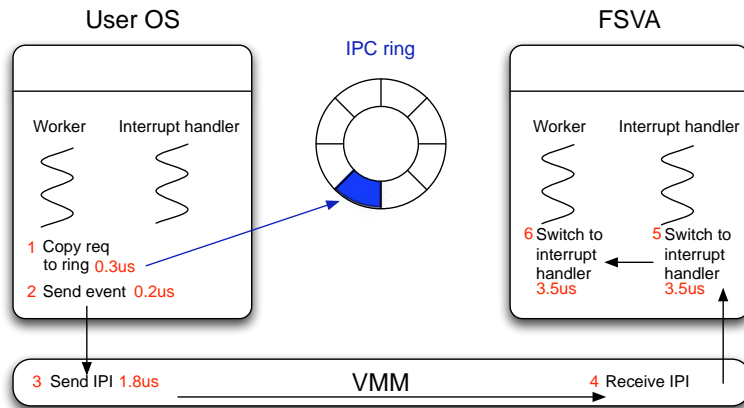 User OS
FSVA
IPC ring
Worker
Interrupt handler
Worker
Interrupt handler
1 Copy req
to ring 0.3us
2 Send event 0.2us
6 Switch to
interrupt
handler
3.5us
5 Switch to
interrupt
handler
3.5us
3 Send IPI 1.8us
VMM
4 Receive IPI